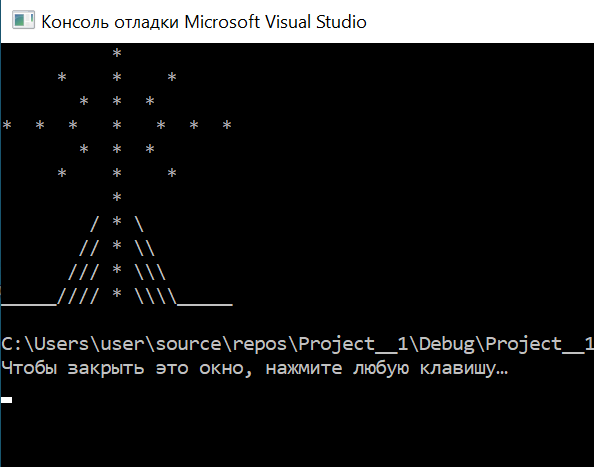 Консоль отладки Microsoft Visual Studio
          *
     *    *    *
       *  *  *
*  *  *   *   *  *  *
       *  *  *
     *    *    *
          *
        / * \
       // * \\
      /// * \\\
_____//// * \\\\_____
C:\Users\user\source\repos\Project__1\Debug\Project__1
Чтобы закрыть это окно, нажмите любую клавишу…